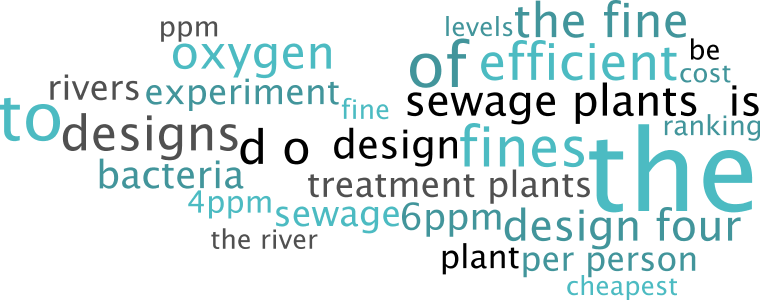 ppm
levels
the fine
oxygen
of
efficient
be
cost
rivers
experiment
fine
sewage plants
is
to
designs
d o
design
fines
ranking
the
bacteria
treatment plants
4ppm
sewage
6ppm
design four
the river
plant
per person
cheapest